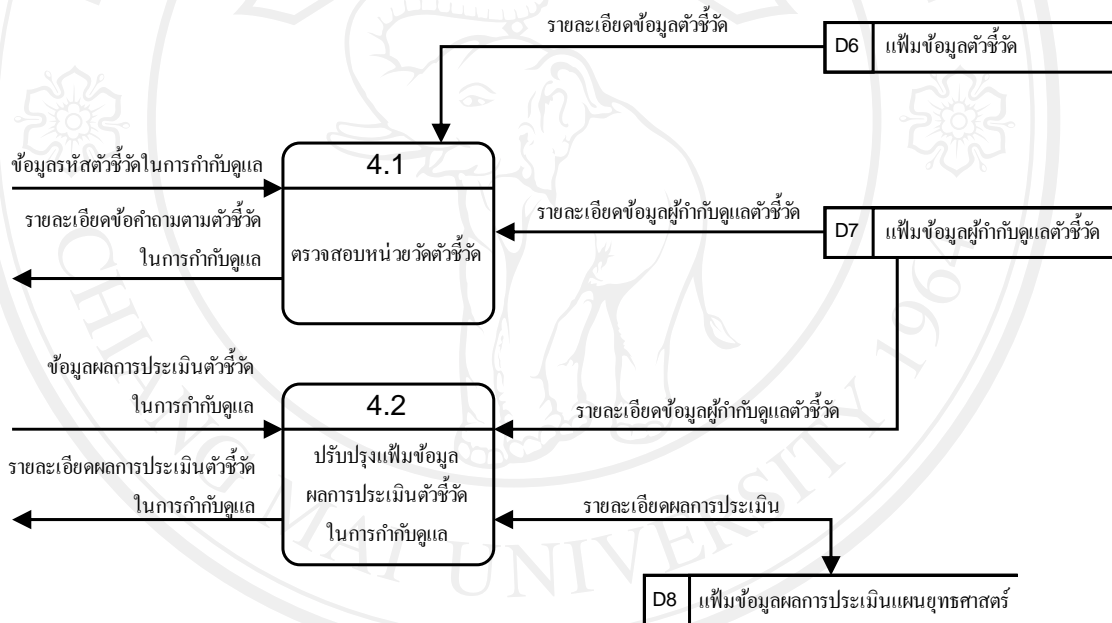 รายละเอียดข้อมูลตัวชี้วัด
D6 แฟ้มข้อมูลตัวชี้วัด
4.1
ข้อมูลรหัสตัวชี้วัดในการกำกับดูแล
รายละเอียดข้อคำถามตามตัวชี้วัด
ในการกำกับดูแล
ตรวจสอบหน่วยวัดตัวชี้วัด
รายละเอียดข้อมูลผู้กำกับดูแลตัวชี้วัด
D7 แฟ้มข้อมูลผู้กำกับดูแลตัวชี้วัด
ข้อมูลผลการประเมินตัวชี้วัด
ในการกำกับดูแล
4.2
รายละเอียดข้อมูลผู้กำกับดูแลตัวชี้วัด
รายละเอียดผลการประเมินตัวชี้วัด
ในการกำกับดูแล
ปรับปรุงแฟ้มข้อมูล
ผลการประเมินตัวชี้วัด
ในการกำกับดูแล
รายละเอียดผลการประเมิน
D8 แฟ้มข้อมูลผลการประเมินแผนยุทธศาสตร์
CHIANG MAI UNIVERSITY 1964